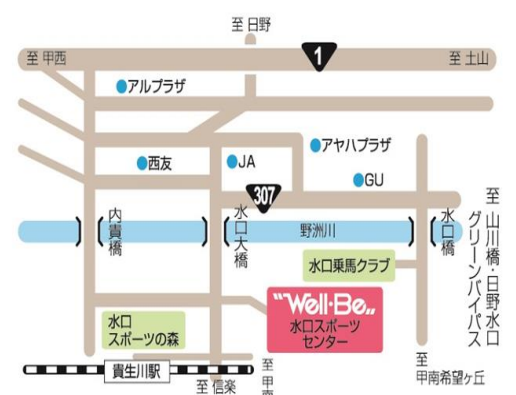 至 日野
至 甲西
1
至 土山
アルプラザ
アヤハプラザ
西友
JA
GU
307
内貴橋
水口大橋
野洲川
水口橋
至 山川橋・日野水口
グリーンバイパス
水口乗馬クラブ
"Well・Be"
水口スポーツ
センター
水口
スポーツの森
貴生川駅
至 信楽
至 甲南
至
甲南希望ヶ丘